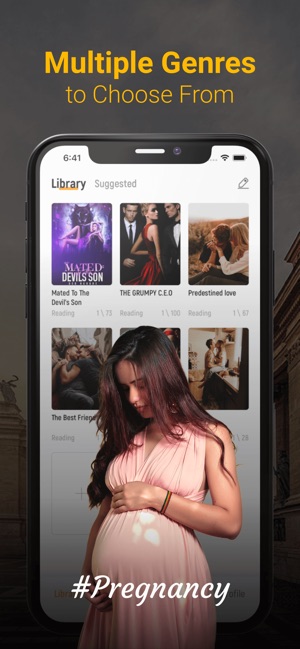 Multiple Genres
to Choose From
6:41
Library Suggested
MATED
TO THE
DEVIL'S SON
Mated To The
Devil's Son
THE GRUMPY C.E.O
Predestined love
Reading 1 \ 73
Reading 1 \ 100
Reading 1 \ 87
The Best Friend
Reading
26
#Pregnancy